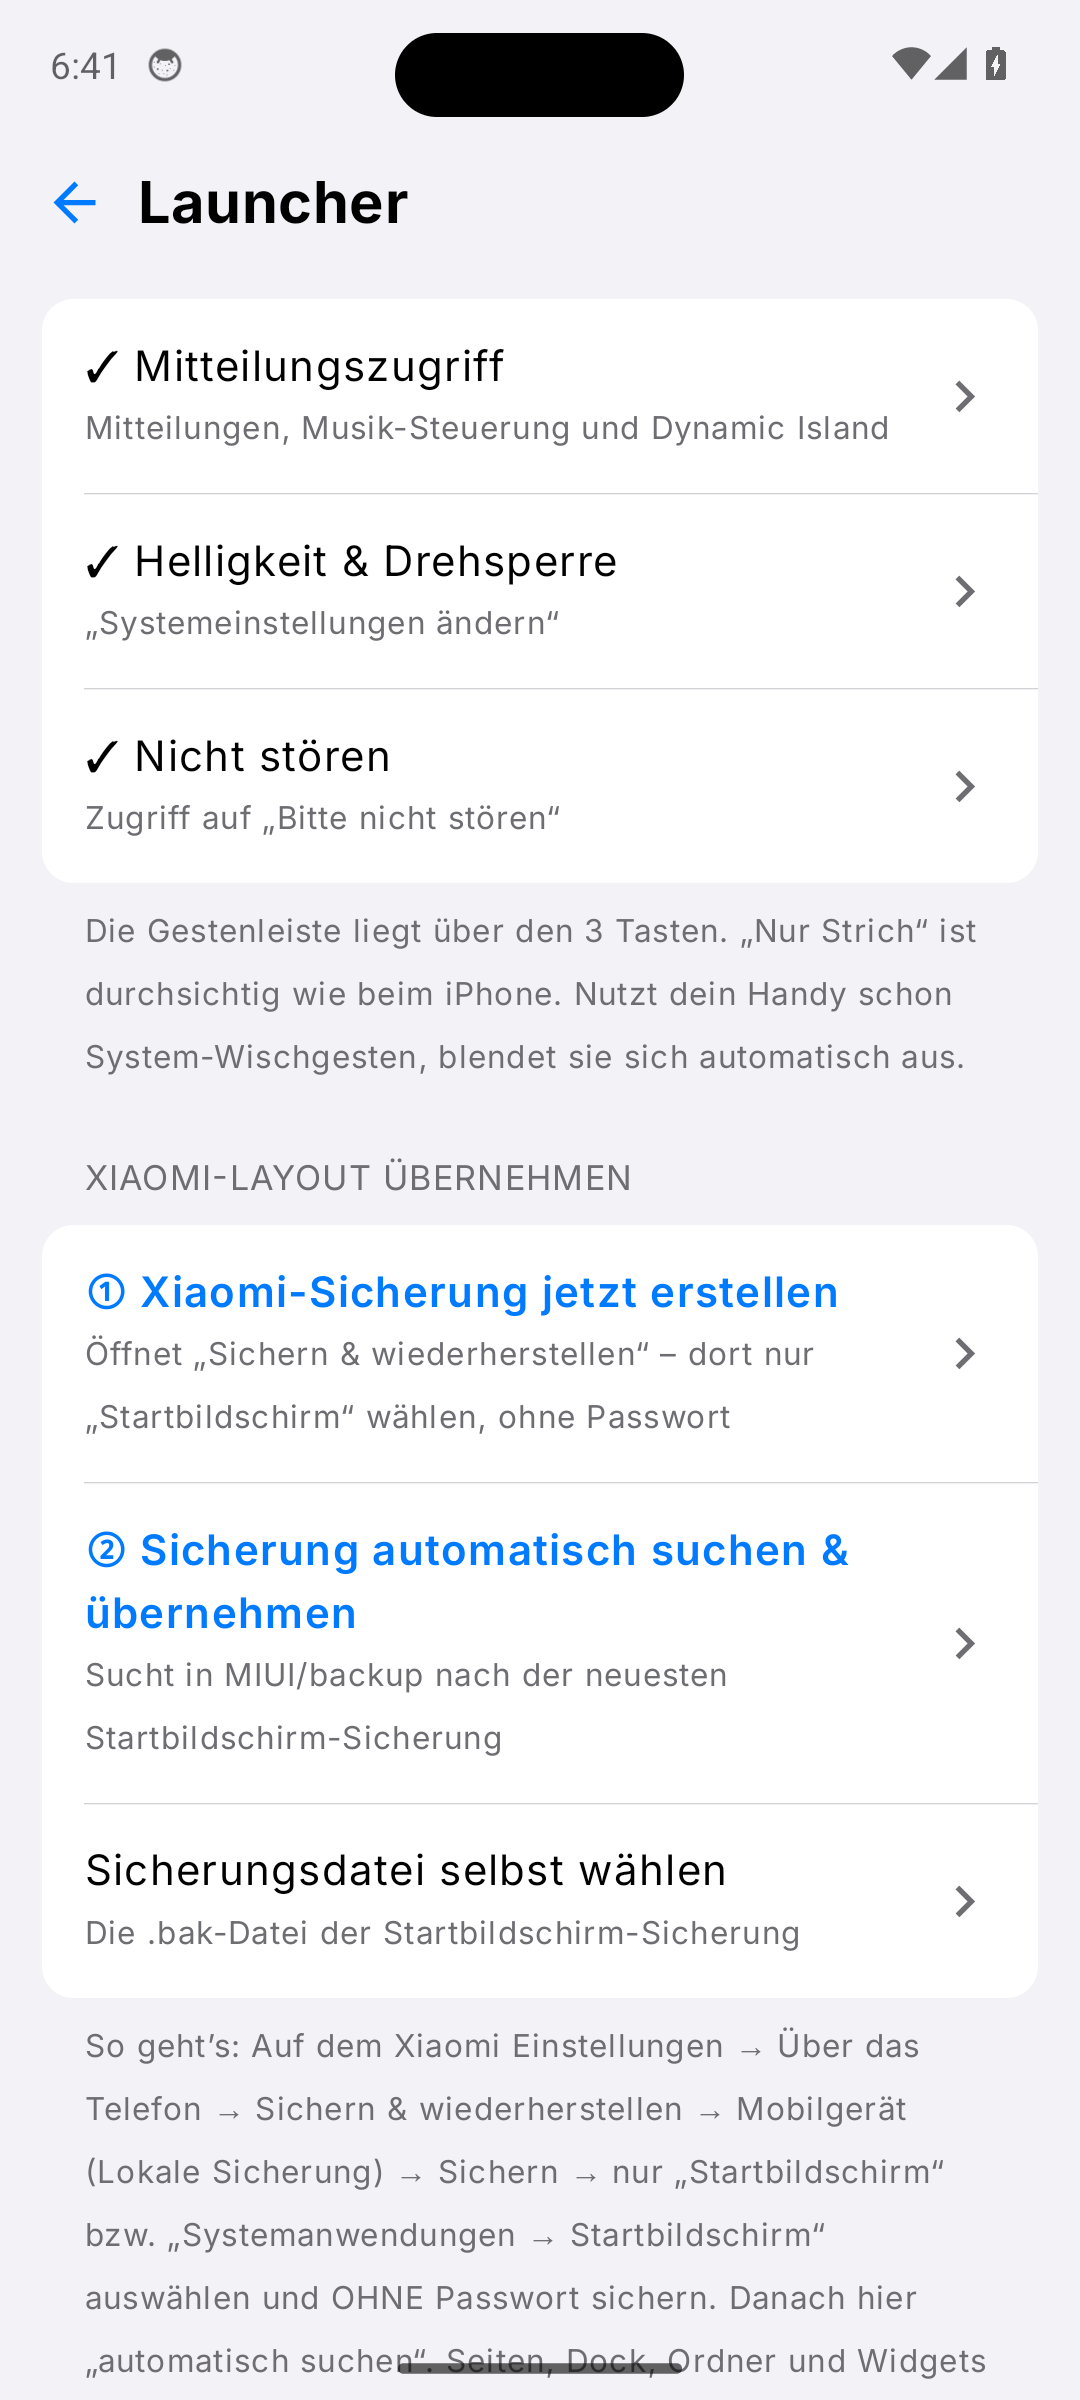 6:41
Launcher
✓ Mitteilungszugriff
Mitteilungen, Musik-Steuerung und Dynamic Island
✓ Helligkeit & Drehsperre
„Systemeinstellungen ändern“
✓ Nicht stören
Zugriff auf „Bitte nicht stören“
Die Gestenleiste liegt über den 3 Tasten. „Nur Strich“ ist
durchsichtig wie beim iPhone. Nutzt dein Handy schon
System-Wischgesten, blendet sie sich automatisch aus.
XIAOMI-LAYOUT ÜBERNEHMEN
① Xiaomi-Sicherung jetzt erstellen
Öffnet „Sichern & wiederherstellen“ – dort nur
„Startbildschirm“ wählen, ohne Passwort
② Sicherung automatisch suchen &
übernehmen
Sucht in MIUI/backup nach der neuesten
Startbildschirm-Sicherung
Sicherungsdatei selbst wählen
Die .bak-Datei der Startbildschirm-Sicherung
So geht’s: Auf dem Xiaomi Einstellungen → Über das
Telefon → Sichern & wiederherstellen → Mobilgerät
(Lokale Sicherung) → Sichern → nur „Startbildschirm“
bzw. „Systemanwendungen → Startbildschirm“
auswählen und OHNE Passwort sichern. Danach hier
„automatisch suchen“. Seiten, Dock, Ordner und Widgets